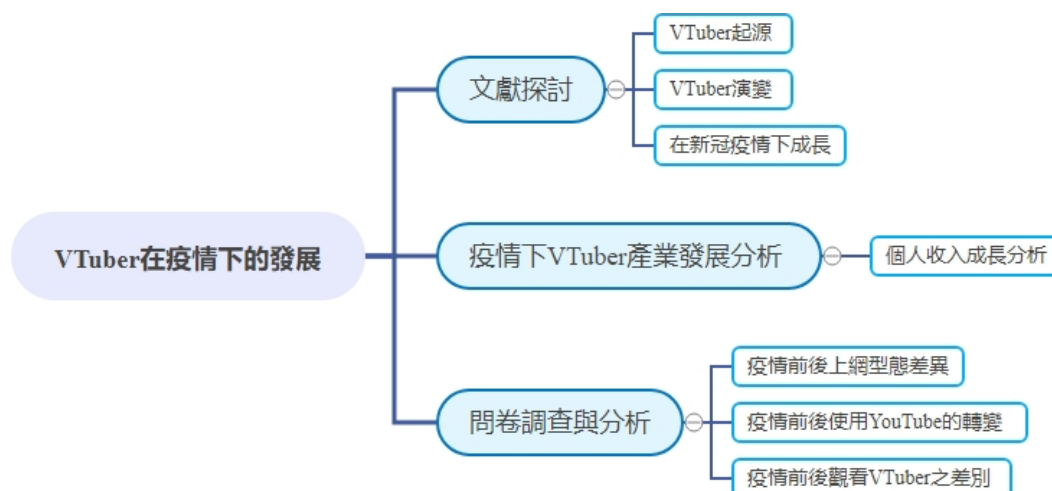 VTuber在疫情下的發展
文獻探討
VTuber起源
VTuber演變
在新冠疫情下成長
疫情下VTuber產業發展分析
個人收入成長分析
問卷調查與分析
疫情前後上網型態差異
疫情前後使用YouTube的轉變
疫情前後觀看VTuber之差別